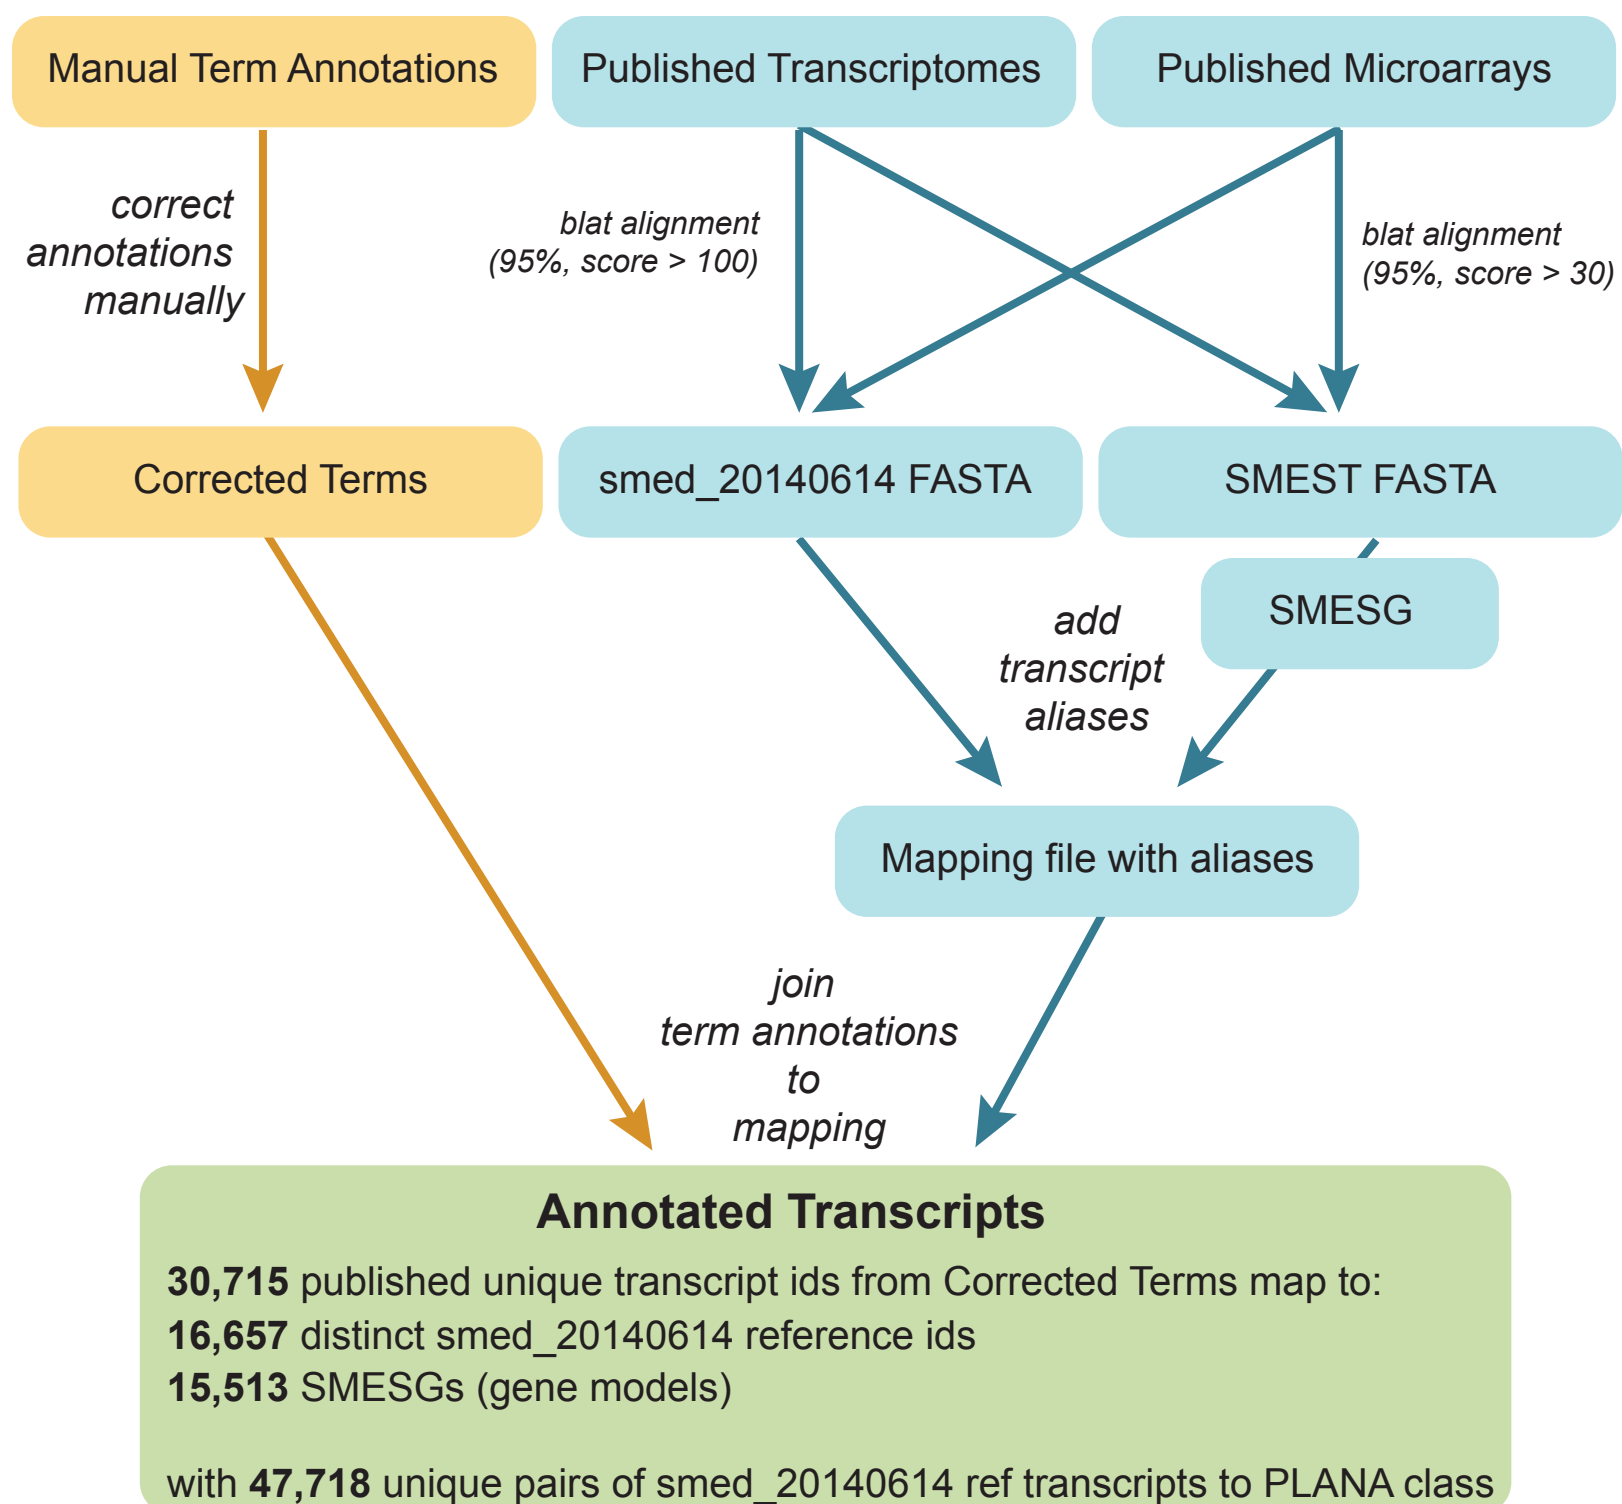 Manual Term Annotations
Published Transcriptomes
Published Microarrays
correct
annotations
manually
blat alignment
(95%, score > 100)
blat alignment
(95%, score > 30)
Corrected Terms
smed_20140614 FASTA
SMEST FASTA
SMESG
add
transcript
aliases
Mapping file with aliases
join
term annotations
to
mapping
Annotated Transcripts
30,715 published unique transcript ids from Corrected Terms map to:
16,657 distinct smed_20140614 reference ids
15,513 SMESGs (gene models)
with 47,718 unique pairs of smed_20140614 ref transcripts to PLANA class